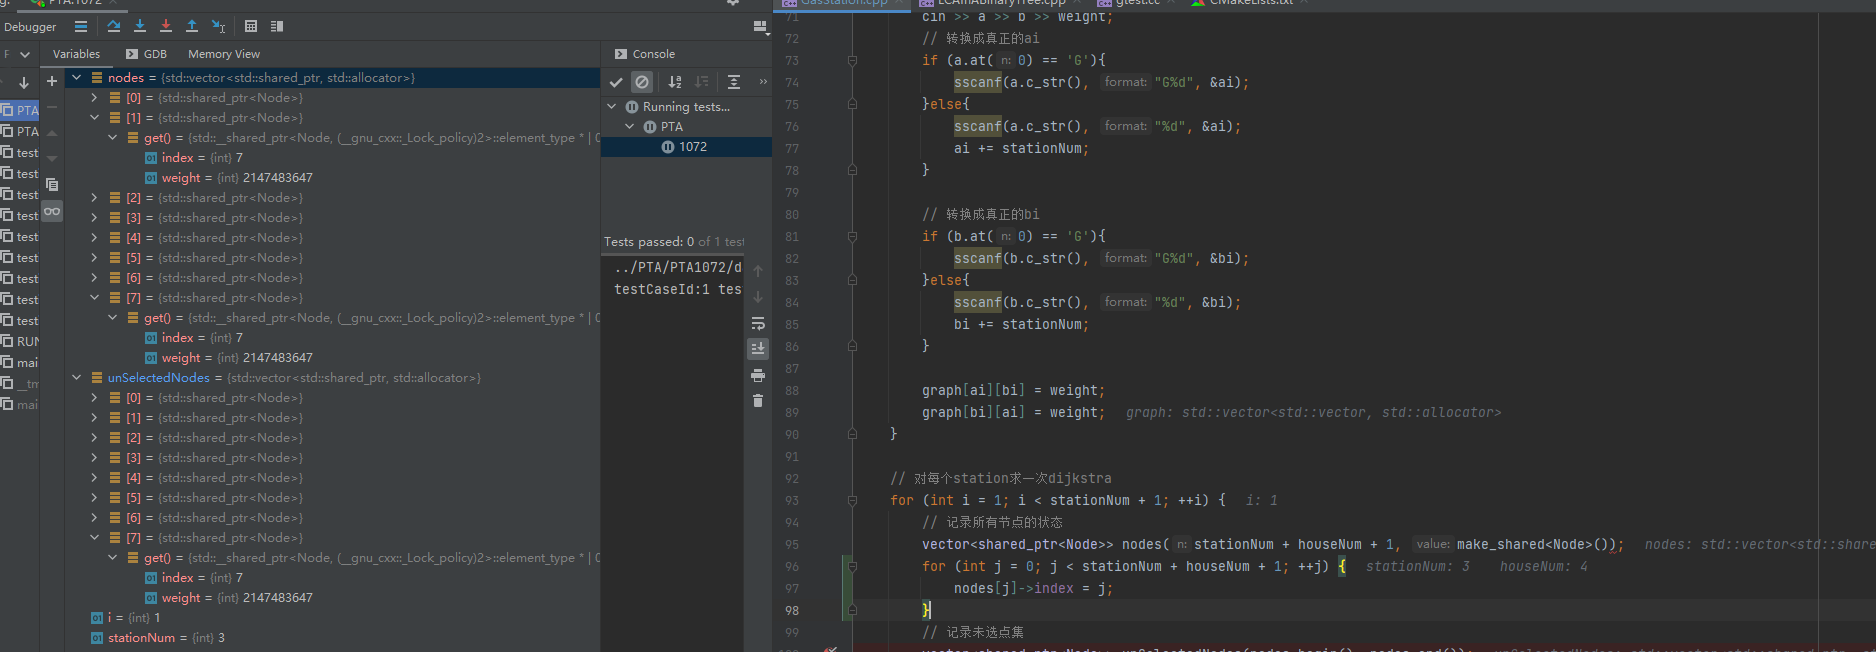 PTA.1072
Debugger
Variables
GDB
Memory View
F
PTA
PTA
test
test
test
test
test
test
test
test
test
RUN
mai
__tm
mai
nodes = {std::vector<std::shared_ptr, std::allocator>}
[0] = {std::shared_ptr<Node>}
[1] = {std::shared_ptr<Node>}
get() = {std::__shared_ptr<Node, (__gnu_cxx::_Lock_policy)2>::element_type * | 0
index = {int} 7
weight = {int} 2147483647
[2] = {std::shared_ptr<Node>}
[3] = {std::shared_ptr<Node>}
[4] = {std::shared_ptr<Node>}
[5] = {std::shared_ptr<Node>}
[6] = {std::shared_ptr<Node>}
[7] = {std::shared_ptr<Node>}
get() = {std::__shared_ptr<Node, (__gnu_cxx::_Lock_policy)2>::element_type * | 0
index = {int} 7
weight = {int} 2147483647
unSelectedNodes = {std::vector<std::shared_ptr, std::allocator>}
[0] = {std::shared_ptr<Node>}
[1] = {std::shared_ptr<Node>}
[2] = {std::shared_ptr<Node>}
[3] = {std::shared_ptr<Node>}
[4] = {std::shared_ptr<Node>}
[5] = {std::shared_ptr<Node>}
[6] = {std::shared_ptr<Node>}
[7] = {std::shared_ptr<Node>}
get() = {std::__shared_ptr<Node, (__gnu_cxx::_Lock_policy)2>::element_type * | 0
index = {int} 7
weight = {int} 2147483647
i = {int} 1
stationNum = {int} 3
Console
Running tests...
PTA
1072
Tests passed: 0 of 1 test
../PTA/PTA1072/d
testCaseId:1 tes
GasStation.cpp
LCAInABinaryTree.cpp
gtest.cc
CMakeLists.txt
71 cin >> a >> b >> weight;
72 // 转换成真正的ai
73 if (a.at( n: 0) == 'G'){
74 sscanf(a.c_str(), format: "G%d", &ai);
75 }else{
76 sscanf(a.c_str(), format: "%d", &ai);
77 ai += stationNum;
78 }
79
80 // 转换成真正的bi
81 if (b.at( n: 0) == 'G'){
82 sscanf(b.c_str(), format: "G%d", &bi);
83 }else{
84 sscanf(b.c_str(), format: "%d", &bi);
85 bi += stationNum;
86 }
87
88 graph[ai][bi] = weight;
89 graph[bi][ai] = weight; graph: std::vector<std::vector, std::allocator>
90 }
91
92 // 对每个station求一次dijkstra
93 for (int i = 1; i < stationNum + 1; ++i) { i: 1
94 // 记录所有节点的状态
95 vector<shared_ptr<Node>> nodes( n: stationNum + houseNum + 1, value: make_shared<Node>()); nodes: std::vector<std::share
96 for (int j = 0; j < stationNum + houseNum + 1; ++j) { stationNum: 3 houseNum: 4
97 nodes[j]->index = j;
98 }
99 // 记录未选点集